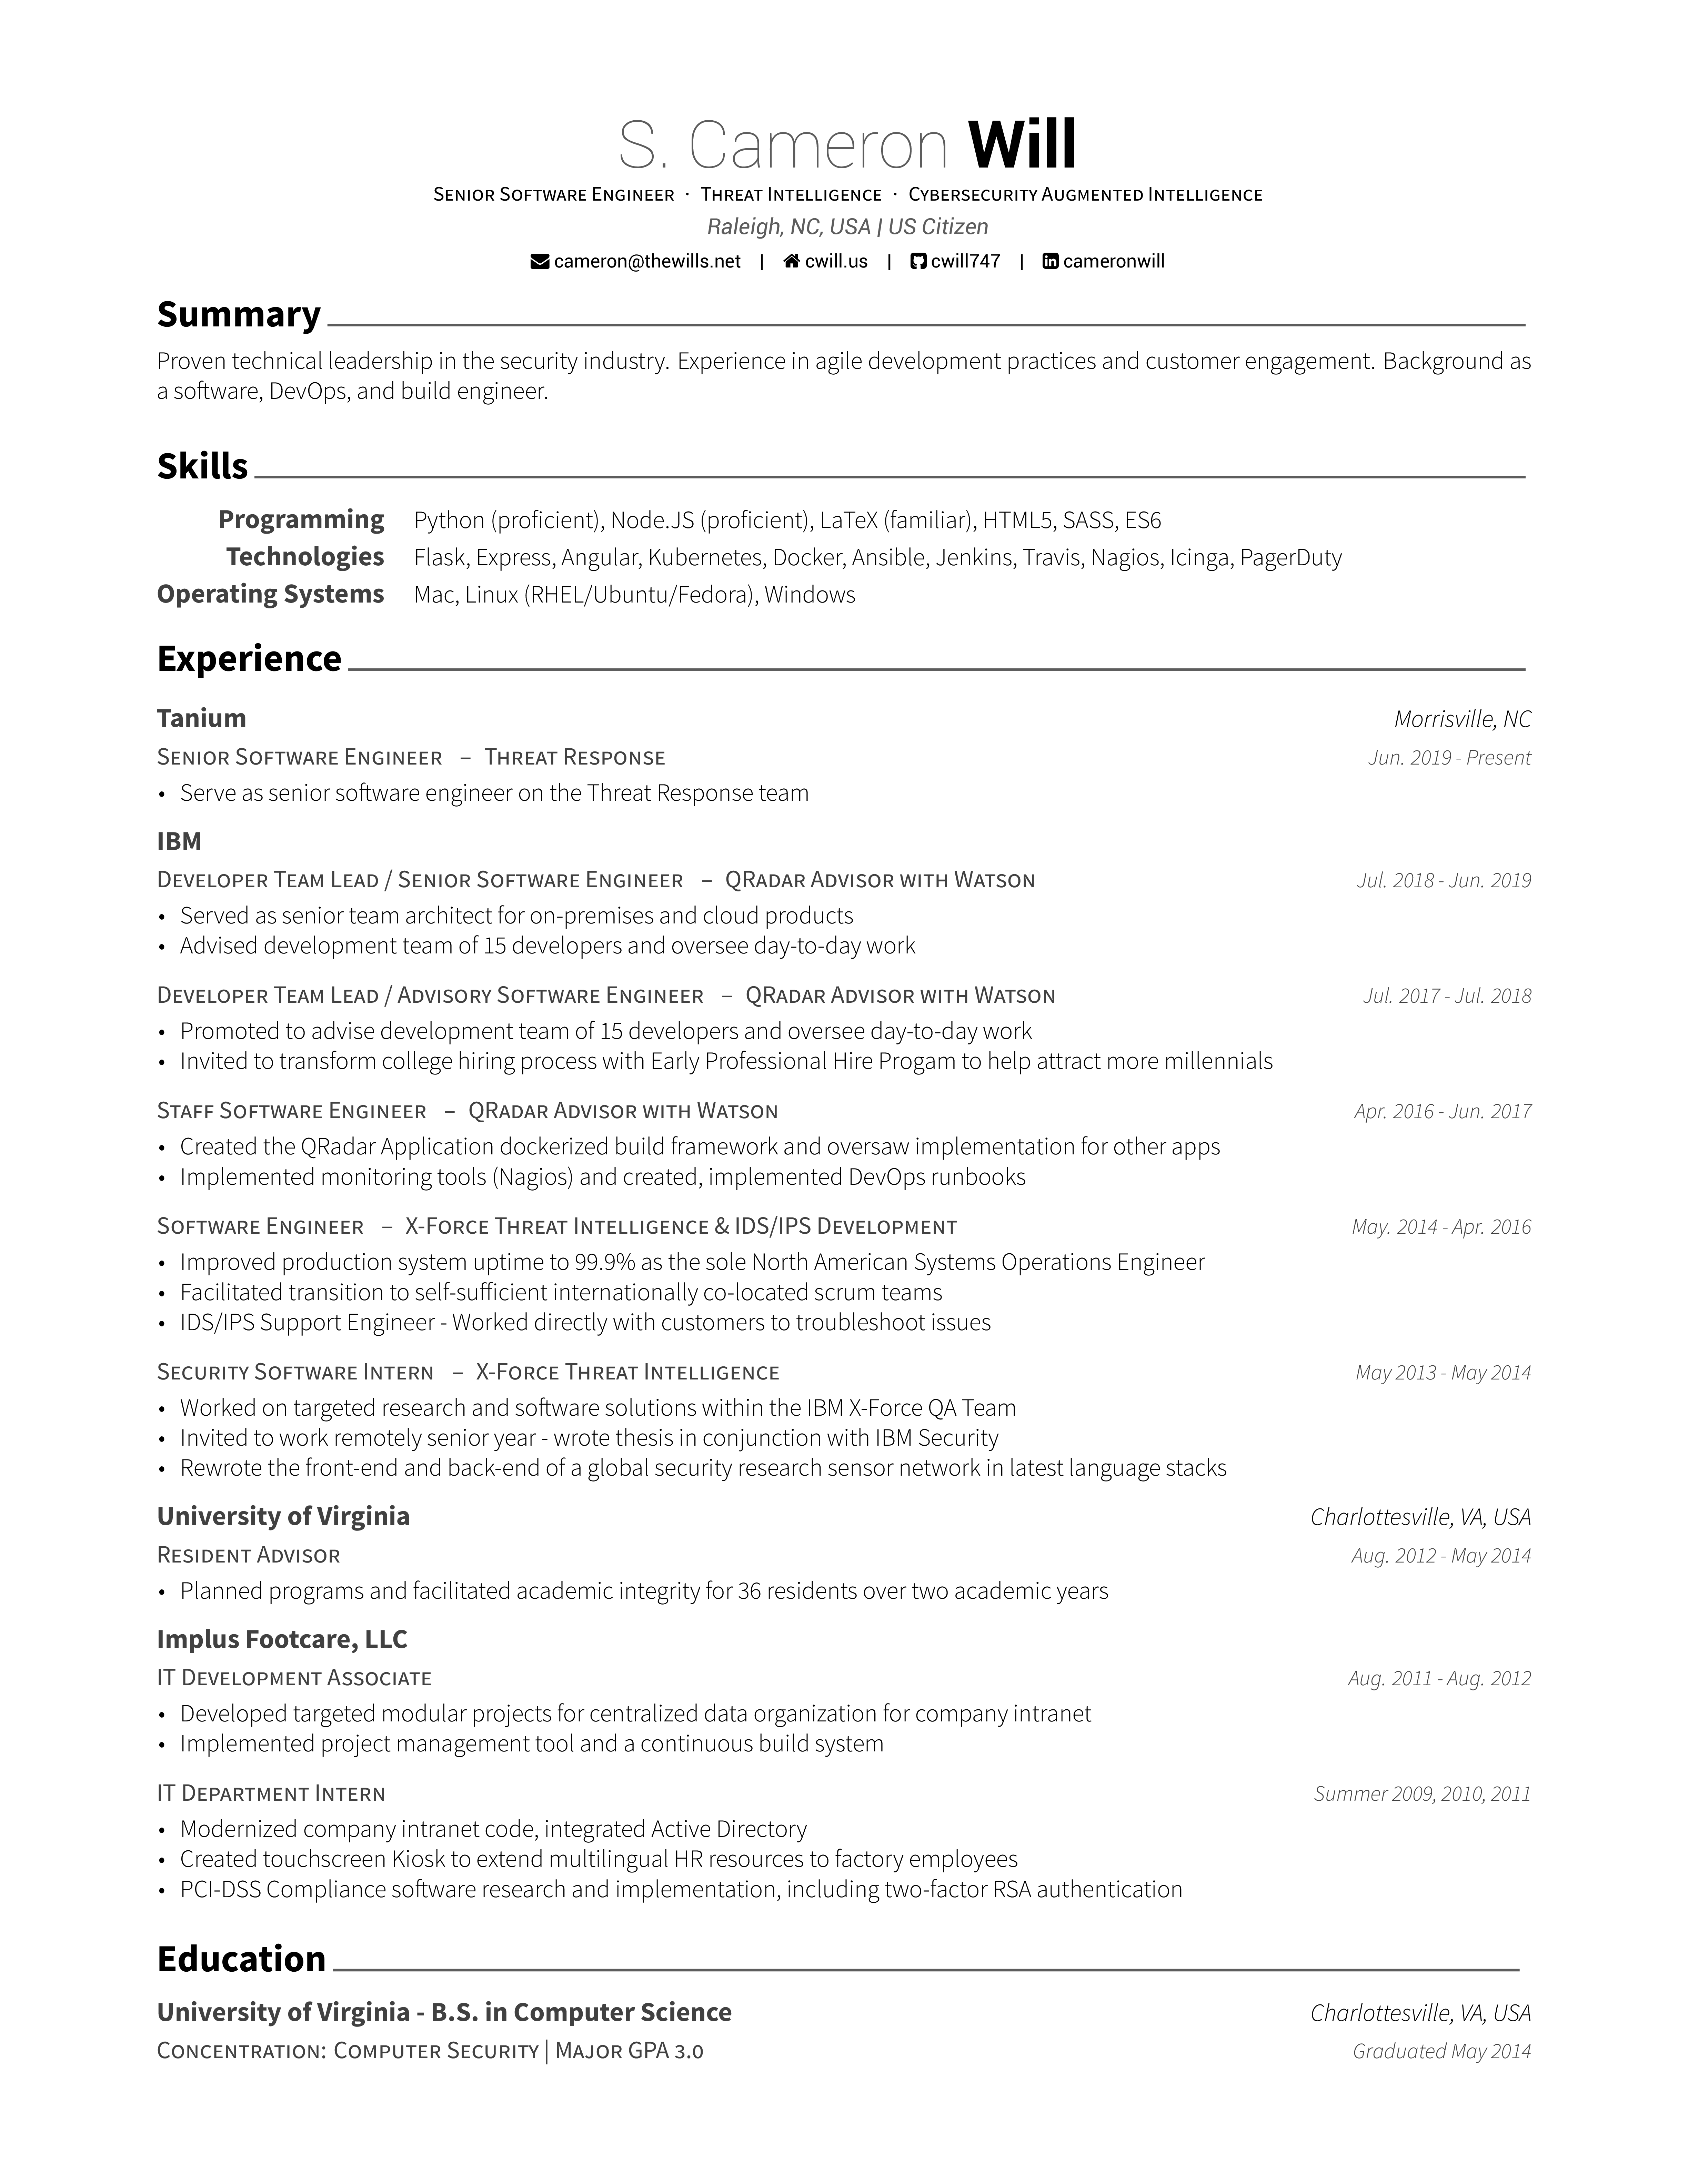 S. Cameron Will
Senior Software Engineer · Threat Intelligence · Cybersecurity Augmented Intelligence
Raleigh, NC, USA | US Citizen
cameron@thewills.net | cwill.us | cwill747 | cameronwill
Summary
Proven technical leadership in the security industry. Experience in agile development practices and customer engagement. Background as
a software, DevOps, and build engineer.
Skills
Programming Python (proficient), Node.JS (proficient), LaTeX (familiar), HTML5, SASS, ES6
Technologies Flask, Express, Angular, Kubernetes, Docker, Ansible, Jenkins, Travis, Nagios, Icinga, PagerDuty
Operating Systems Mac, Linux (RHEL/Ubuntu/Fedora), Windows
Experience
Tanium Morrisville, NC
Senior Software Engineer – Threat Response Jun. 2019 - Present
• Serve as senior software engineer on the Threat Response team
IBM
Developer Team Lead / Senior Software Engineer – QRadar Advisor with Watson Jul. 2018 - Jun. 2019
• Served as senior team architect for on-premises and cloud products
• Advised development team of 15 developers and oversee day-to-day work
Developer Team Lead / Advisory Software Engineer – QRadar Advisor with Watson Jul. 2017 - Jul. 2018
• Promoted to advise development team of 15 developers and oversee day-to-day work
• Invited to transform college hiring process with Early Professional Hire Progam to help attract more millennials
Staff Software Engineer – QRadar Advisor with Watson Apr. 2016 - Jun. 2017
• Created the QRadar Application dockerized build framework and oversaw implementation for other apps
• Implemented monitoring tools (Nagios) and created, implemented DevOps runbooks
Software Engineer – X-Force Threat Intelligence & IDS/IPS Development May. 2014 - Apr. 2016
• Improved production system uptime to 99.9% as the sole North American Systems Operations Engineer
• Facilitated transition to self-sufficient internationally co-located scrum teams
• IDS/IPS Support Engineer - Worked directly with customers to troubleshoot issues
Security Software Intern – X-Force Threat Intelligence May 2013 - May 2014
• Worked on targeted research and software solutions within the IBM X-Force QA Team
• Invited to work remotely senior year - wrote thesis in conjunction with IBM Security
• Rewrote the front-end and back-end of a global security research sensor network in latest language stacks
University of Virginia Charlottesville, VA, USA
Resident Advisor Aug. 2012 - May 2014
• Planned programs and facilitated academic integrity for 36 residents over two academic years
Implus Footcare, LLC
IT Development Associate Aug. 2011 - Aug. 2012
• Developed targeted modular projects for centralized data organization for company intranet
• Implemented project management tool and a continuous build system
IT Department Intern Summer 2009, 2010, 2011
• Modernized company intranet code, integrated Active Directory
• Created touchscreen Kiosk to extend multilingual HR resources to factory employees
• PCI-DSS Compliance software research and implementation, including two-factor RSA authentication
Education
University of Virginia - B.S. in Computer Science Charlottesville, VA, USA
Concentration: Computer Security | Major GPA 3.0 Graduated May 2014